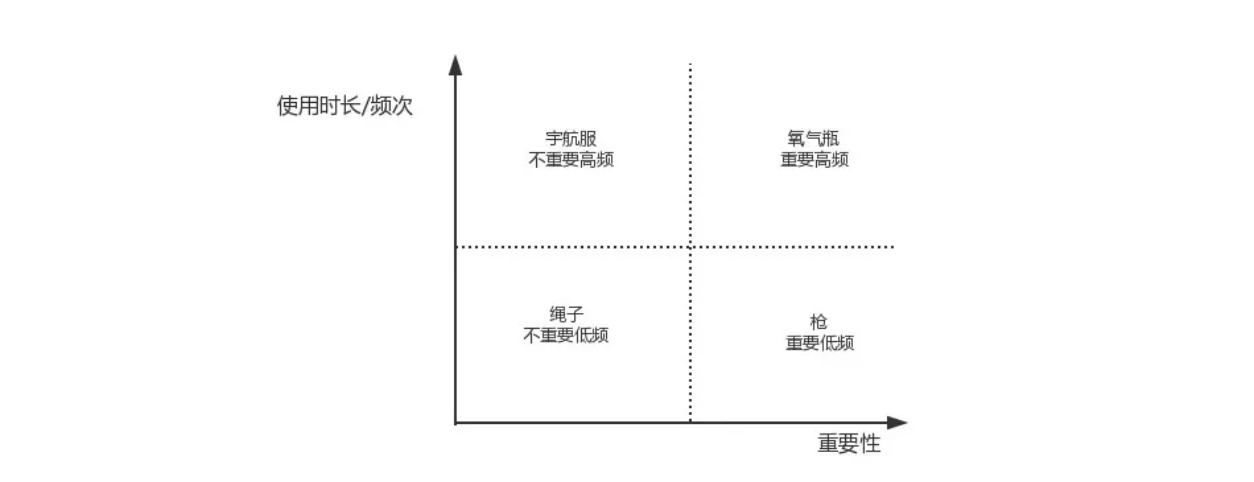 使用时长/频次
宇航服
不重要高频
氧气瓶
重要高频
绳子
不重要低频
枪
重要低频
重要性